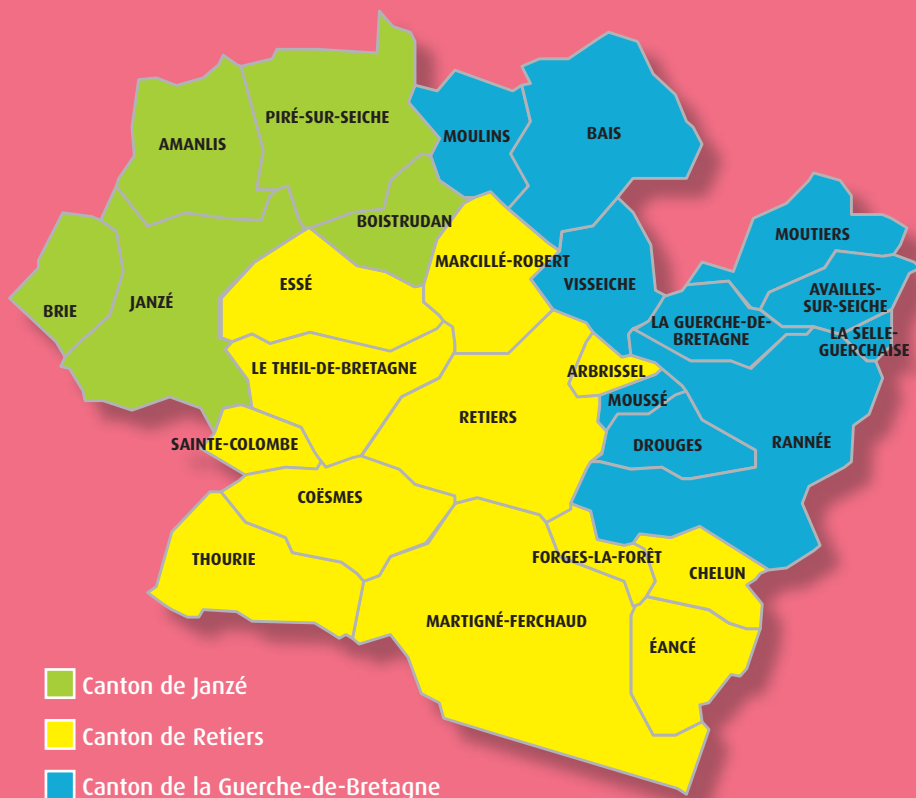 PIRÉ-SUR-SEICHE
AMANLIS
MOULINS
BAIS
BOISTRUDAN
MOUTIERS
MARCILLÉ-ROBERT
ESSÉ
VISSEICHE
AVAILLES-
SUR-SEICHE
BRIE
JANZÉ
LA GUERCHE-DE-
BRETAGNE
LA SELLE-
GUERCHAISE
LE THEIL-DE-BRETAGNE
ARBRISSEL
MOUSSÉ
RETIERS
SAINTE-COLOMBE
DROUGES
RANNÉE
COËSMES
THOURIE
FORGES-LA-FORÊT
CHELUN
MARTIGNÉ-FERCHAUD
ÉANCÉ
Canton de Janzé
Canton de Retiers
Canton de la Guerche-de-Bretagne